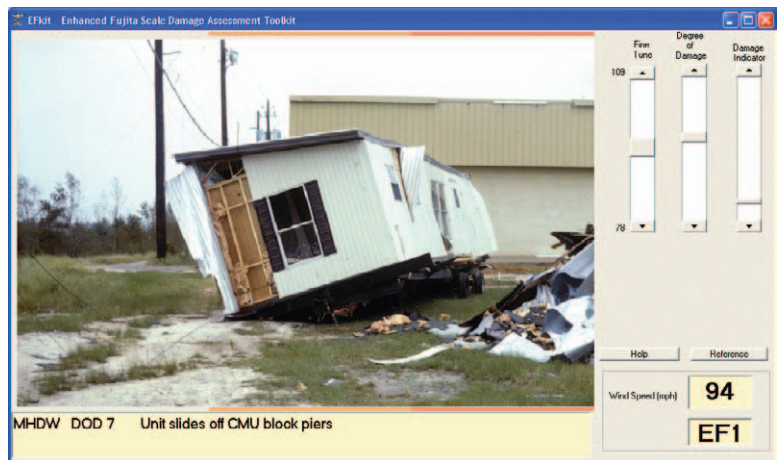 EFkit Enhanced Fujita Scale Damage Assessment Toolkit
Fine Tune
Degree of Damage
Damage Indicator
109
78
Help
Reference
Wind Speed (mph)
94
EF1
MHDW DOD 7 Unit slides off CMU block piers